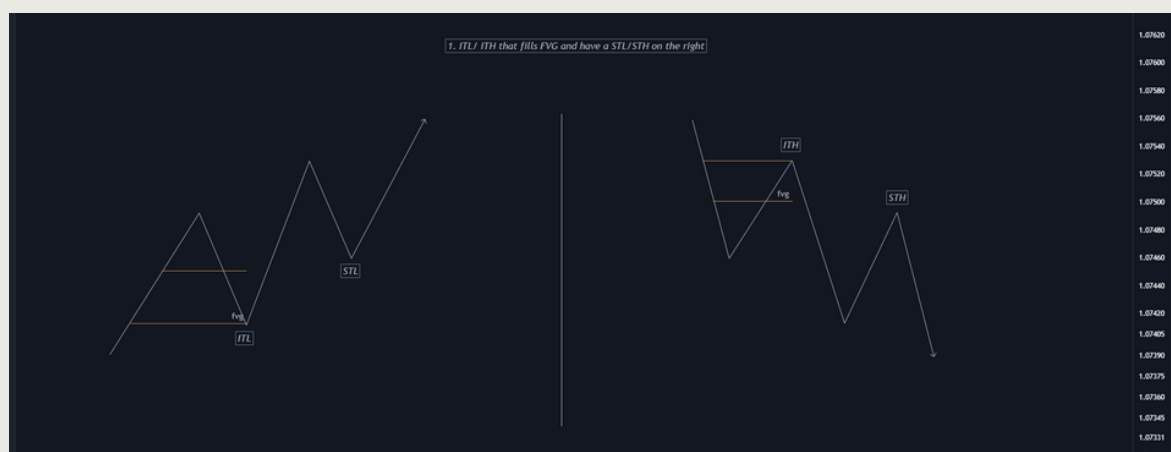 1. ITL/ ITH that fills FVG and have a STL/STH on the right
ITH
fvg
STH
STL
fvg
ITL
1.07620
1.07600
1.07580
1.07560
1.07540
1.07520
1.07500
1.07480
1.07460
1.07440
1.07420
1.07405
1.07390
1.07375
1.07360
1.07345
1.07331